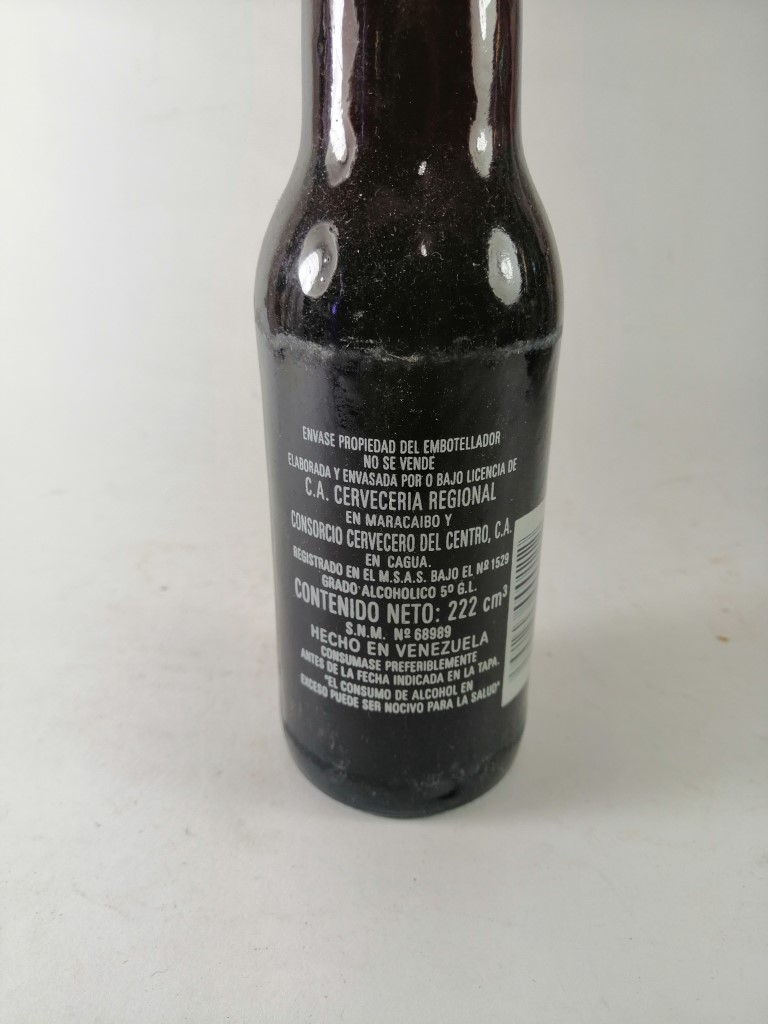 ENVASE PROPIEDAD DEL EMBOTELLADOR
NO SE VENDE
ELABORADA Y ENVASADA POR O BAJO LICENCIA DE
C.A. CERVECERIA REGIONAL
EN MARACAIBO Y
CONSORCIO CERVECERO DEL CENTRO, C.A.
EN CAGUA.
REGISTRADO EN EL M.S.A.S. BAJO EL Nº 1529
GRADO ALCOHOLICO 5º G.L.
CONTENIDO NETO: 222 cm³
S.N.M. Nº 68989
HECHO EN VENEZUELA
CONSUMASE PREFERIBLEMENTE
ANTES DE LA FECHA INDICADA EN LA TAPA.
"EL CONSUMO DE ALCOHOL EN
EXCESO PUEDE SER NOCIVO PARA LA SALUD"